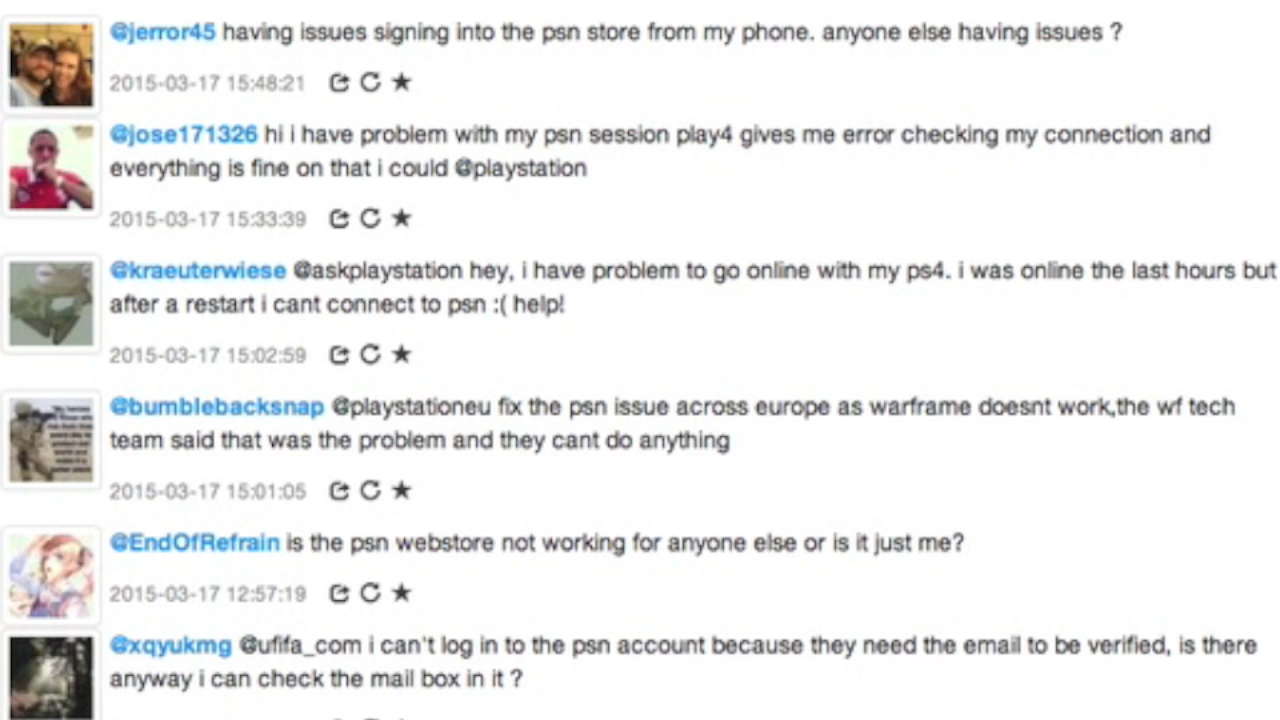 @jerror45 having issues signing into the psn store from my phone. anyone else having issues ?
2015-03-17 15:48:21
@jose171326 hi i have problem with my psn session play4 gives me error checking my connection and
everything is fine on that i could @playstation
2015-03-17 15:33:39
@kraeuterwiese @askplaystation hey, i have problem to go online with my ps4. i was online the last hours but
after a restart i cant connect to psn :( help!
2015-03-17 15:02:59
@bumblebacksnap @playstationeu fix the psn issue across europe as warframe doesnt work,the wf tech
team said that was the problem and they cant do anything
2015-03-17 15:01:05
@EndOfRefrain is the psn webstore not working for anyone else or is it just me?
2015-03-17 12:57:19
@xqyukmg @ufifa_com i can't log in to the psn account because they need the email to be verified, is there
anyway i can check the mail box in it ?